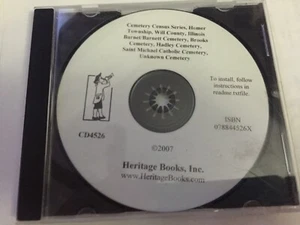 Cemetery Census Series, Homer
Township, Will County, Illinois
Barnet/Barnett Cemetery, Brooks
Cemetery, Hadley Cemetery,
Saint Michael Catholic Cemetery,
Unknown Cemetery
To install, follow
instructions in
readme.txtfile.
CD4526
ISBN
078844526X
©2007
Heritage Books, Inc.
www.HeritageBooks.com